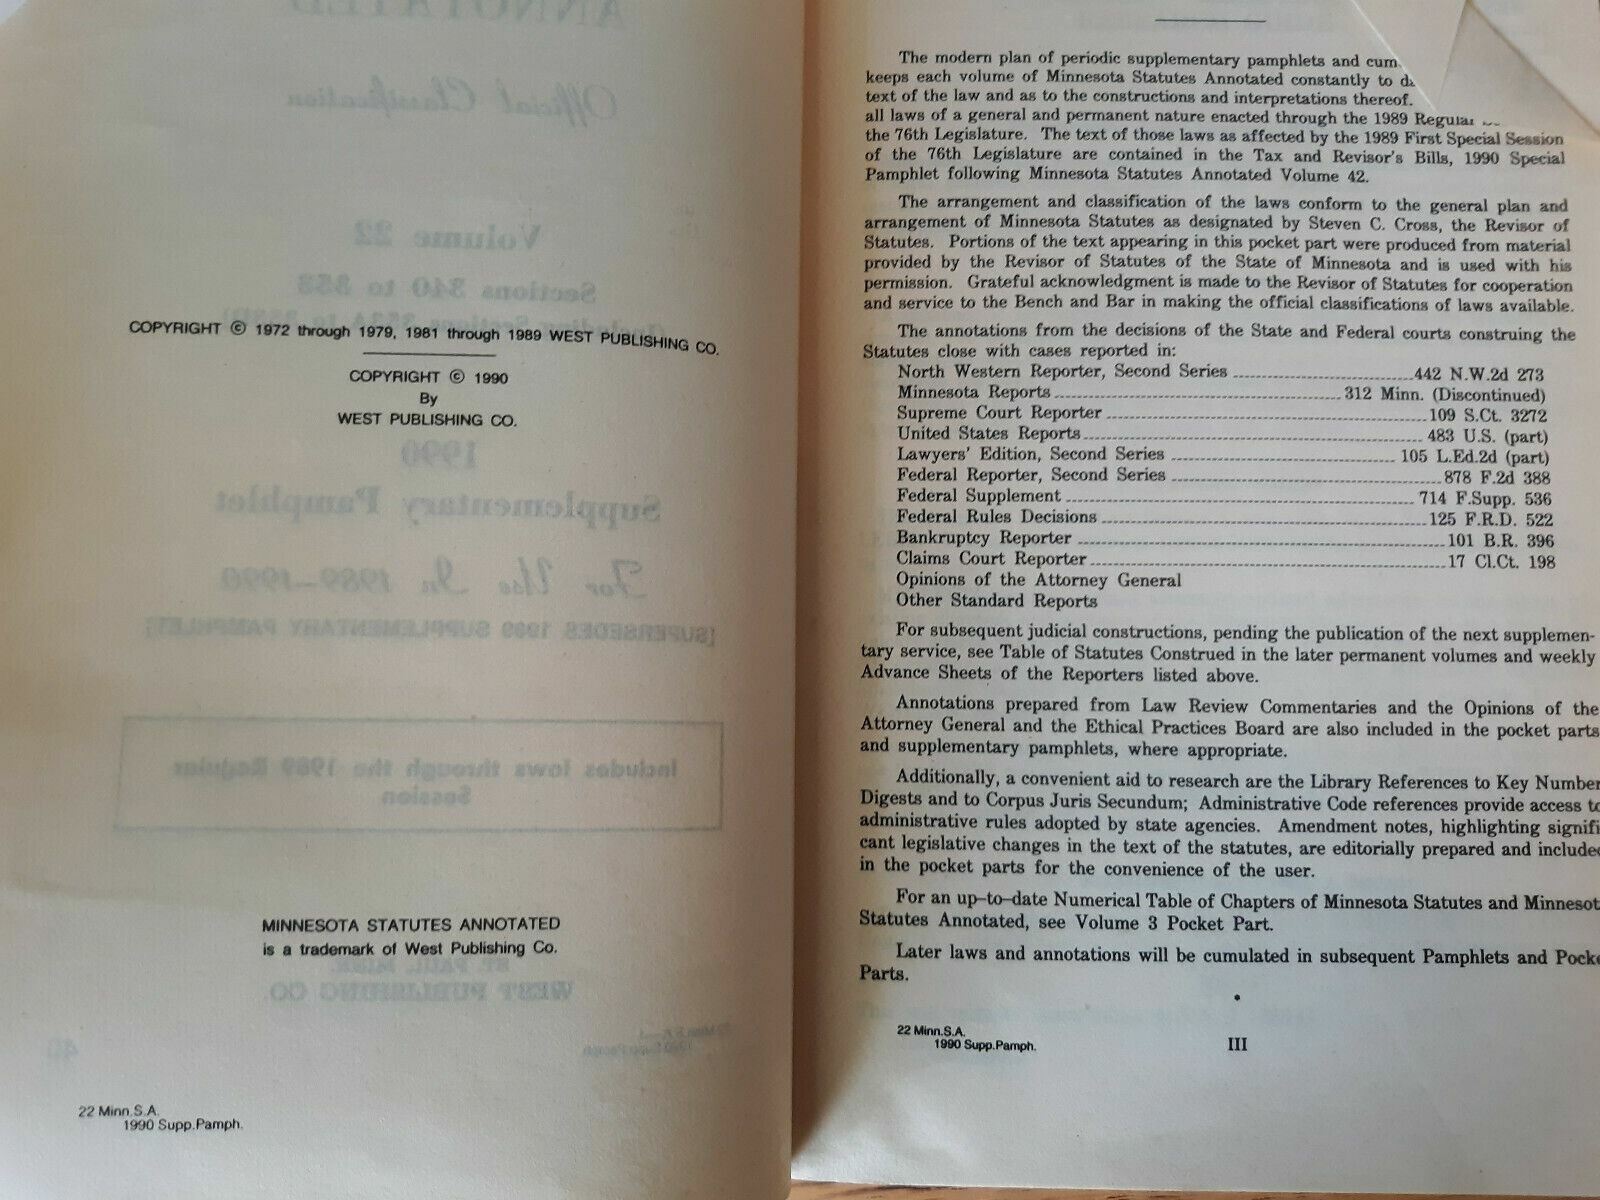 COPYRIGHT © 1972 through 1979, 1981 through 1989 WEST PUBLISHING CO.
COPYRIGHT © 1990
By
WEST PUBLISHING CO.
MINNESOTA STATUTES ANNOTATED
is a trademark of West Publishing Co.
22 Minn.S.A.
1990 Supp.Pamph.
The modern plan of periodic supplementary pamphlets and cum
keeps each volume of Minnesota Statutes Annotated constantly to
text of the law and as to the constructions and interpretations thereof.
all laws of a general and permanent nature enacted through the 1989 Regular
the 76th Legislature. The text of those laws as affected by the 1989 First Special Session
of the 76th Legislature are contained in the Tax and Revisor's Bills, 1990 Special
Pamphlet following Minnesota Statutes Annotated Volume 42.
The arrangement and classification of the laws conform to the general plan and
arrangement of Minnesota Statutes as designated by Steven C. Cross, the Revisor of
Statutes. Portions of the text appearing in this pocket part were produced from material
provided by the Revisor of Statutes of the State of Minnesota and is used with his
permission. Grateful acknowledgment is made to the Revisor of Statutes for cooperation
and service to the Bench and Bar in making the official classifications of laws available.
The annotations from the decisions of the State and Federal courts construing the
Statutes close with cases reported in:
North Western Reporter, Second Series 442 N.W.2d 273
Minnesota Reports 312 Minn. (Discontinued)
Supreme Court Reporter 109 S.Ct. 3272
United States Reports 483 U.S. (part)
Lawyers' Edition, Second Series 105 L.Ed.2d (part)
Federal Reporter, Second Series 878 F.2d 388
Federal Supplement 714 F.Supp. 536
Federal Rules Decisions 125 F.R.D. 522
Bankruptcy Reporter 101 B.R. 396
Claims Court Reporter 17 Cl.Ct. 198
Opinions of the Attorney General
Other Standard Reports
For subsequent judicial constructions, pending the publication of the next supplemen-
tary service, see Table of Statutes Construed in the later permanent volumes and weekly
Advance Sheets of the Reporters listed above.
Annotations prepared from Law Review Commentaries and the Opinions of the
Attorney General and the Ethical Practices Board are also included in the pocket parts
and supplementary pamphlets, where appropriate.
Additionally, a convenient aid to research are the Library References to Key Number
Digests and to Corpus Juris Secundum; Administrative Code references provide access to
administrative rules adopted by state agencies. Amendment notes, highlighting signifi
cant legislative changes in the text of the statutes, are editorially prepared and include
in the pocket parts for the convenience of the user.
For an up-to-date Numerical Table of Chapters of Minnesota Statutes and Minnesot
Statutes Annotated, see Volume 3 Pocket Part.
Later laws and annotations will be cumulated in subsequent Pamphlets and Pocke
Parts.
*
22 Minn.S.A.
1990 Supp.Pamph.
III